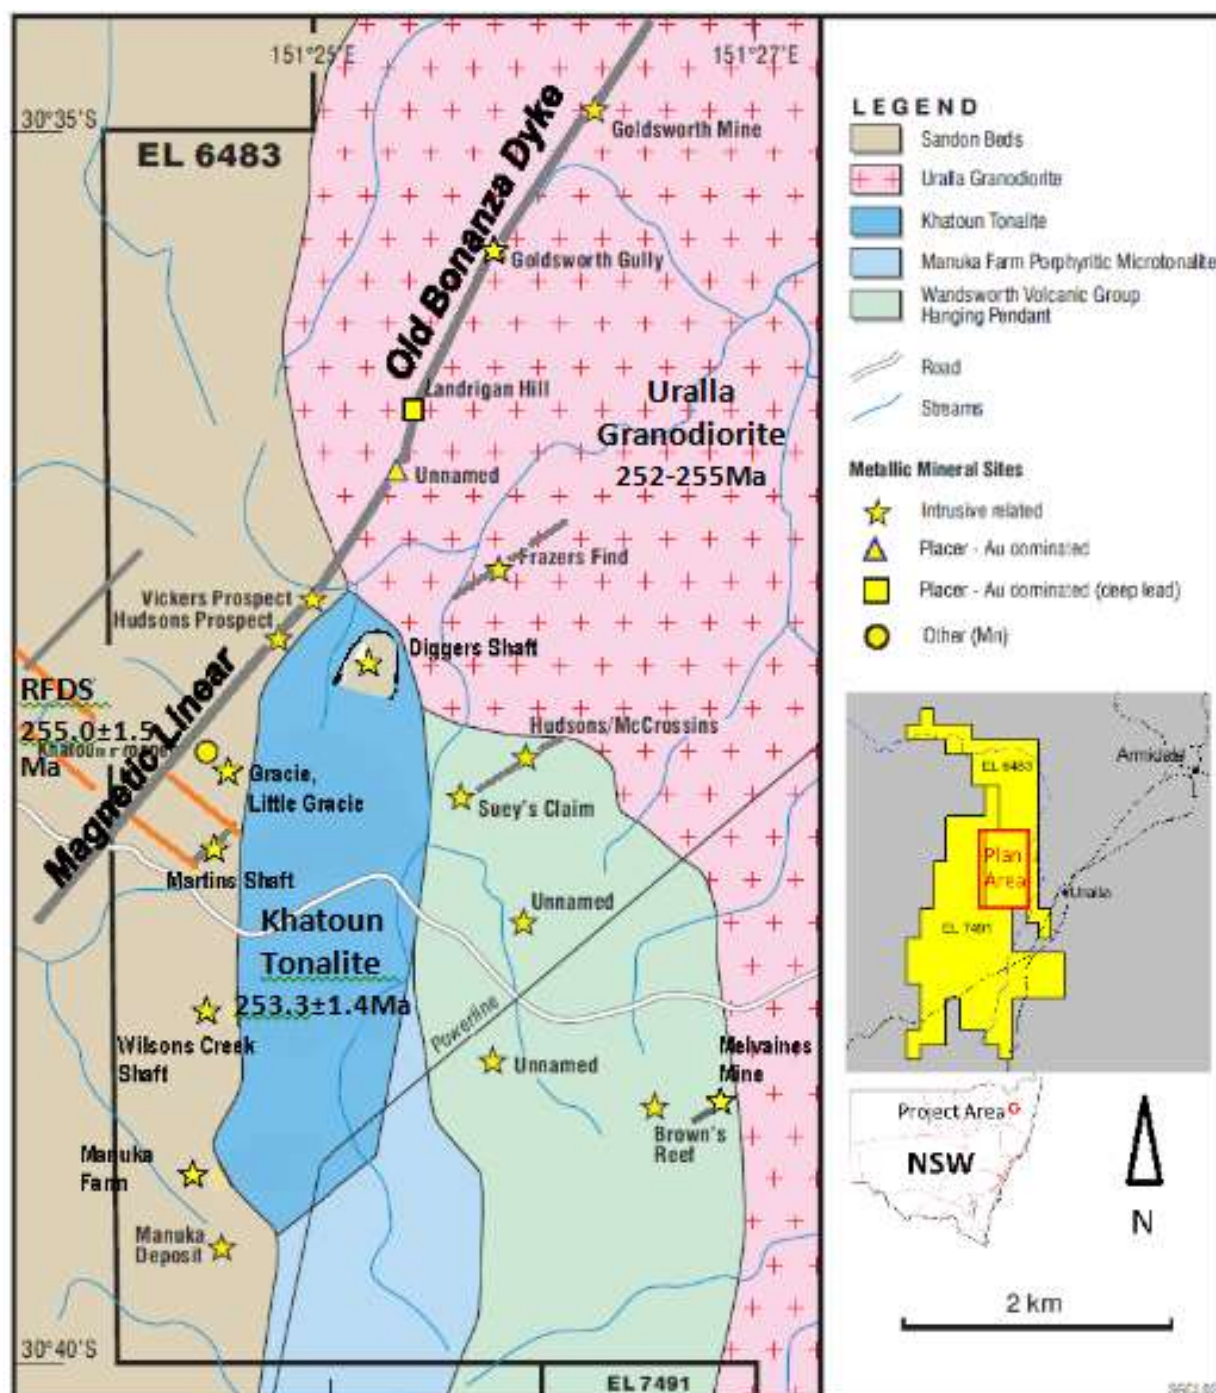 151°25'E
151°27'E
30°35'S
EL 6483
Old Bonanza Dyke
Goldsworth Mine
Goldsworth Gully
Landrigan Hill
Uralla
Granodiorite
252-255Ma
Unnamed
Frazers Find
Vickers Prospect
Hudsons Prospect
Diggers Shaft
Magnetic Linear
RFDS
255.0±1.5
Ma
Hudsons/McCrossins
Gracie,
Little Gracie
Suey's Claim
Martins Shaft
Unnamed
Khatoun
Tonalite
253.3±1.4Ma
Powerline
Wilsons Creek
Shaft
Unnamed
Melvaines
Mine
Brown's
Reef
Manuka
Farm
Manuka
Deposit
30°40'S
EL 7491
LEGEND
Sandon Beds
Uralla Granodiorite
Khatoun Tonalite
Manuka Farm Porphyritic Microtonalite
Wandsworth Volcanic Group
Hanging Pendant
Road
Streams
Metallic Mineral Sites
Intrusive related
Placer - Au dominated
Placer - Au dominated (deep lead)
Other (Mn)
EL 6483
Armidale
Plan
Area
Uralla
EL 7491
Project Area
NSW
N
2 km